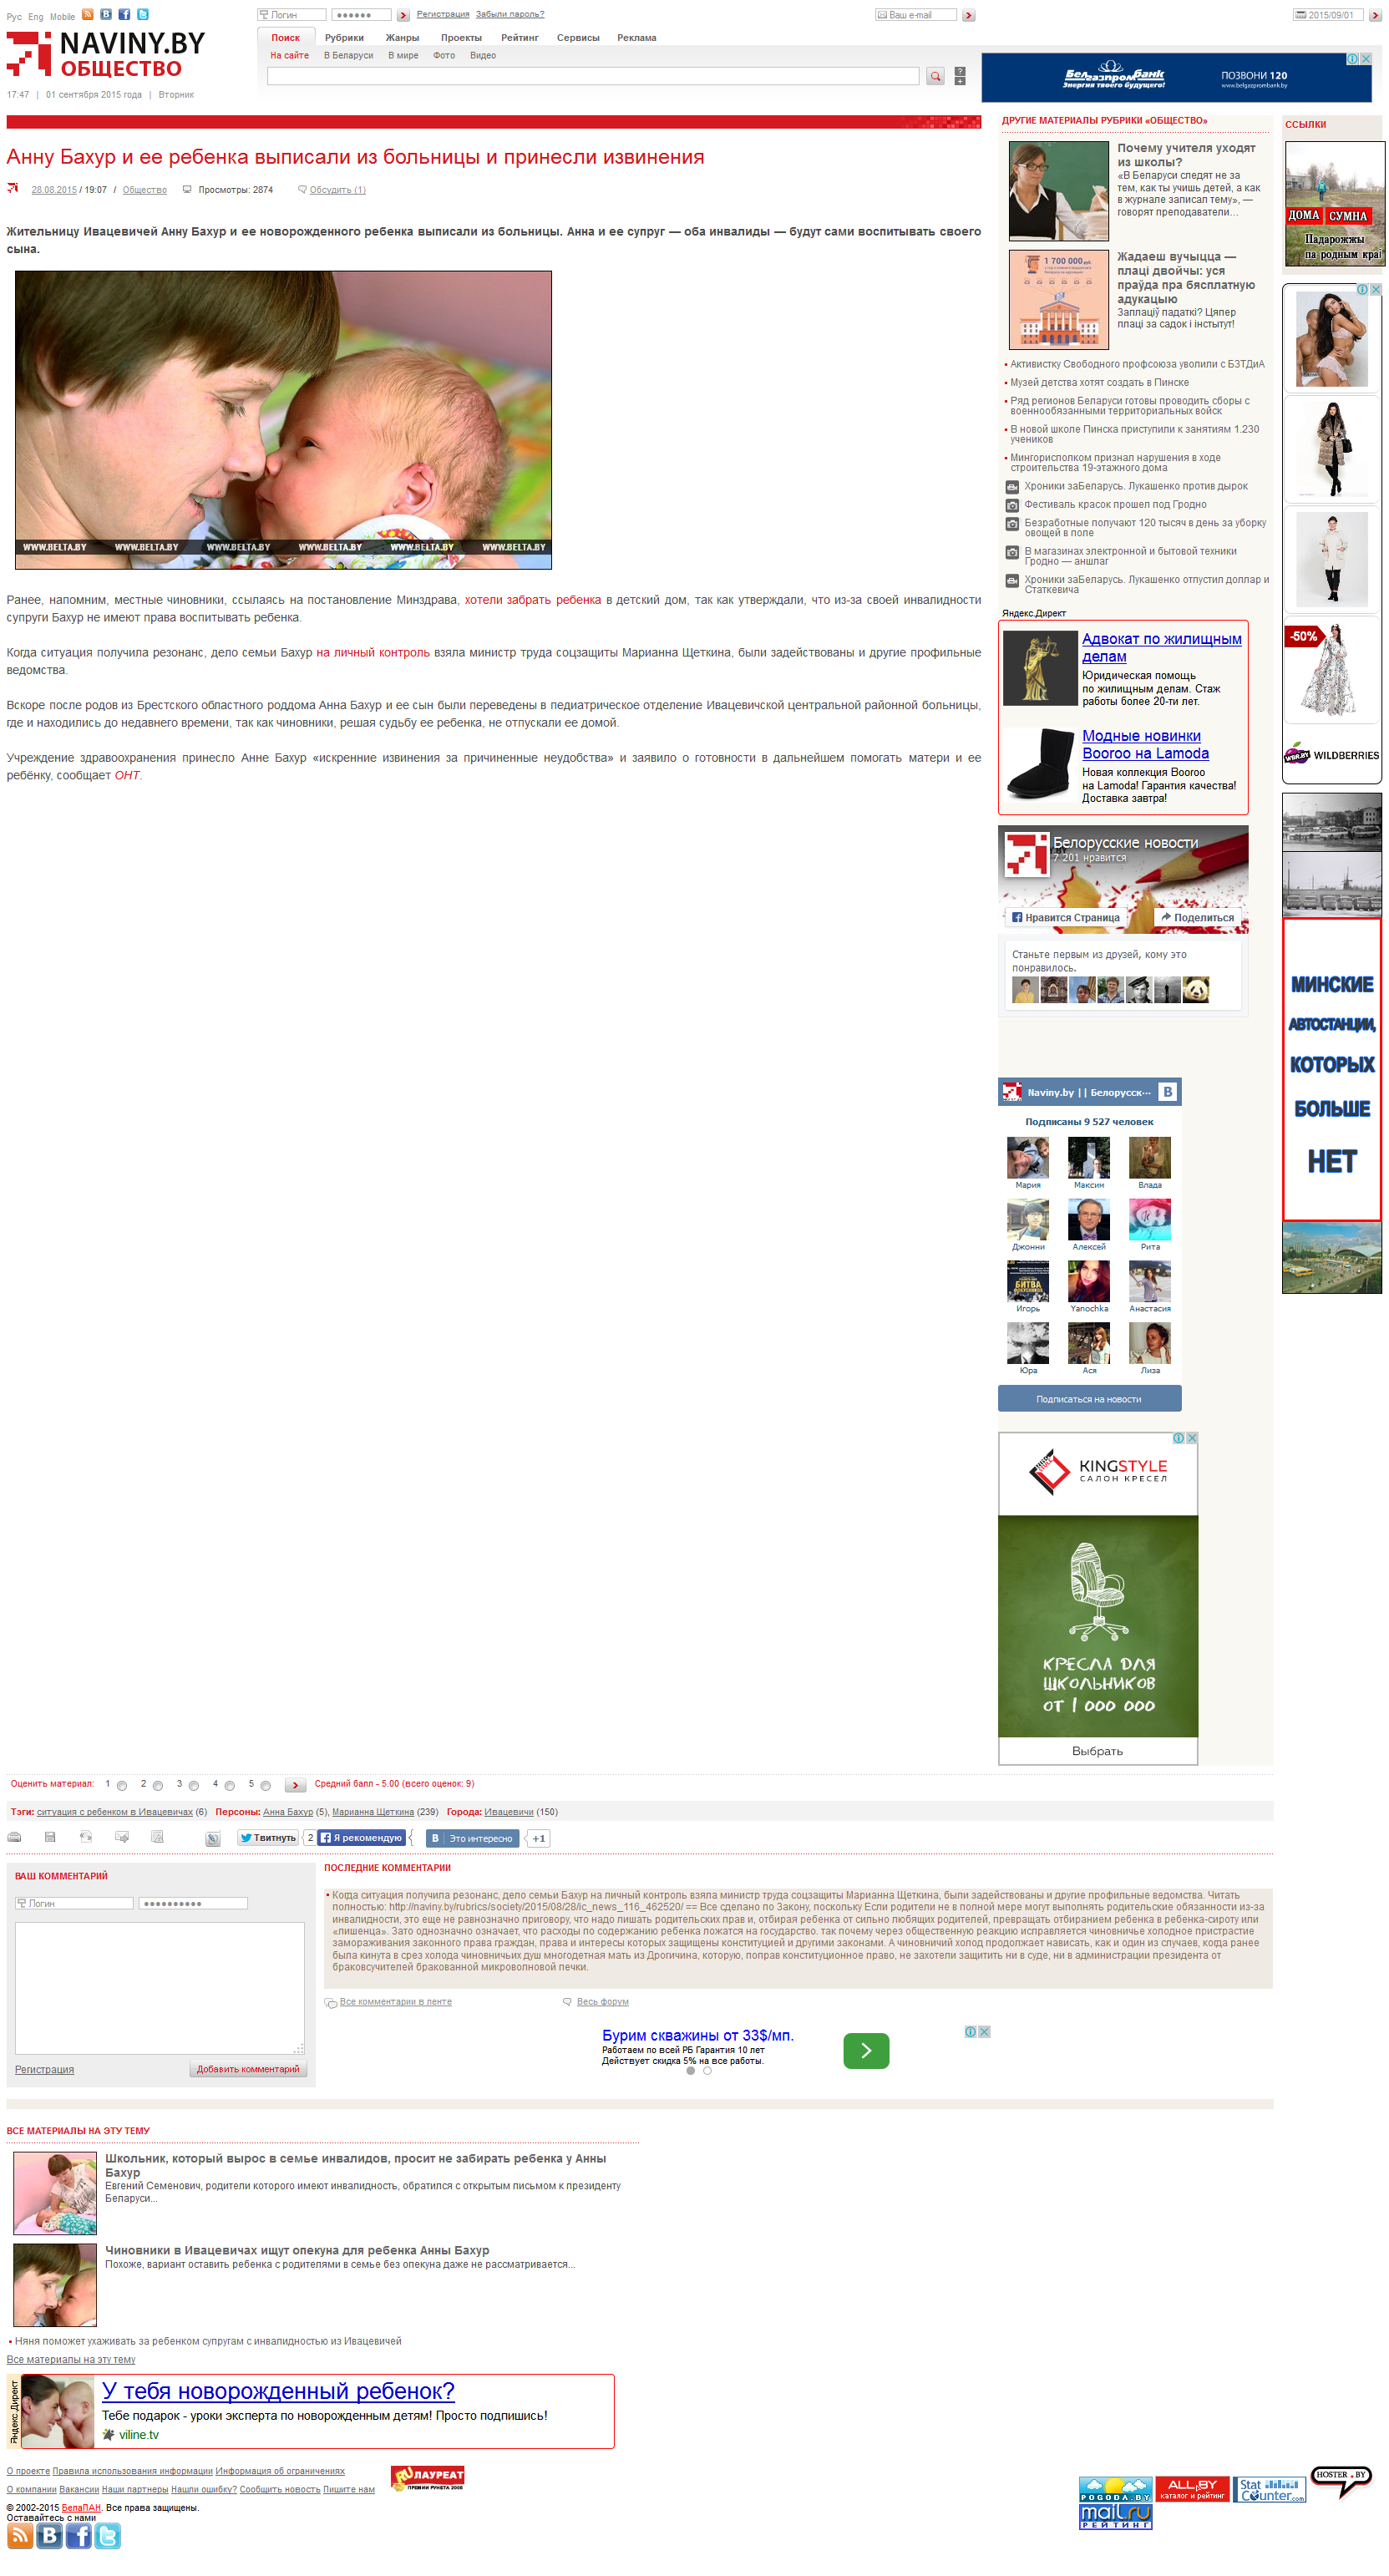 Рус Eng Mobile
Логин
Регистрация Забыли пароль?
Ваш e-mail
2015/09/01
NAVINY.BY
ОБЩЕСТВО
17:47 | 01 сентября 2015 года | Вторник
Поиск Рубрики Жанры Проекты Рейтинг Сервисы Реклама
На сайте В Беларуси В мире Фото Видео
Белгазпромбанк
Энергия твоего будущего!
ПОЗВОНИ 120
www.belgazprombank.by
Анну Бахур и ее ребенка выписали из больницы и принесли извинения
28.08.2015 / 19:07 / Общество Просмотры: 2874 Обсудить (1)
Жительницу Ивацевичей Анну Бахур и ее новорожденного ребенка выписали из больницы. Анна и ее супруг — оба инвалиды — будут сами воспитывать своего
сына.
WWW.BELTA.BY WWW.BELTA.BY WWW.BELTA.BY WWW.BELTA.BY WWW.BELTA.BY WWW.BELTA.BY
Ранее, напомним, местные чиновники, ссылаясь на постановление Минздрава, хотели забрать ребенка в детский дом, так как утверждали, что из-за своей инвалидности
супруги Бахур не имеют права воспитывать ребенка.
Когда ситуация получила резонанс, дело семьи Бахур на личный контроль взяла министр труда соцзащиты Марианна Щеткина, были задействованы и другие профильные
ведомства.
Вскоре после родов из Брестского областного роддома Анна Бахур и ее сын были переведены в педиатрическое отделение Ивацевичской центральной районной больницы,
где и находились до недавнего времени, так как чиновники, решая судьбу ее ребенка, не отпускали ее домой.
Учреждение здравоохранения принесло Анне Бахур «искренние извинения за причиненные неудобства» и заявило о готовности в дальнейшем помогать матери и ее
ребёнку, сообщает ОНТ.
ДРУГИЕ МАТЕРИАЛЫ РУБРИКИ «ОБЩЕСТВО»
Почему учителя уходят
из школы?
«В Беларуси следят не за
тем, как ты учишь детей, а как
в журнале записал тему», —
говорят преподаватели…
1 700 000 руб.
Жадаеш вучыцца —
плаці двойчы: уся
праўда пра бясплатную
адукацыю
Заплаціў падаткі? Цяпер
плаці за садок і інстытут!
Активистку Свободного профсоюза уволили с БЗТДиА
Музей детства хотят создать в Пинске
Ряд регионов Беларуси готовы проводить сборы с
военнообязанными территориальных войск
В новой школе Пинска приступили к занятиям 1.230
учеников
Мингорисполком признал нарушения в ходе
строительства 19-этажного дома
Хроники заБеларусь. Лукашенко против дырок
Фестиваль красок прошел под Гродно
Безработные получают 120 тысяч в день за уборку
овощей в поле
В магазинах электронной и бытовой техники
Гродно — аншлаг
Хроники заБеларусь. Лукашенко отпустил доллар и
Статкевича
Яндекс.Директ
Адвокат по жилищным
делам
Юридическая помощь
по жилищным делам. Стаж
работы более 20-ти лет.
Модные новинки
Booroo на Lamoda
Новая коллекция Booroo
на Lamoda! Гарантия качества!
Доставка завтра!
Белорусские новости
7 201 нравится
Нравится Страница
Поделиться
Станьте первым из друзей, кому это
понравилось.
Naviny.by || Белорусск···
Подписаны 9 527 человек
Мария Максим Влада
Джонни Алексей Рита
БИТВА
Игорь Yanochka Анастасия
Юра Ася Лиза
Подписаться на новости
KINGSTYLE
САЛОН КРЕСЕЛ
КРЕСЛА ДЛЯ
ШКОЛЬНИКОВ
ОТ 1 000 000
Выбрать
ССЫЛКИ
ДОМА СУМНА
Падарожжы
па родным краі
-50%
WILDBERRIES
МИНСКИЕ
АВТОСТАНЦИИ,
КОТОРЫХ
БОЛЬШЕ
НЕТ
Оценить материал: 1 2 3 4 5 Средний балл - 5.00 (всего оценок: 9)
Тэги: ситуация с ребенком в Ивацевичах (6) Персоны: Анна Бахур (5), Марианна Щеткина (239) Города: Ивацевичи (150)
Твитнуть 2 Я рекомендую В Это интересно +1
ВАШ КОММЕНТАРИЙ
Логин
Регистрация
Добавить комментарий
ПОСЛЕДНИЕ КОММЕНТАРИИ
Когда ситуация получила резонанс, дело семьи Бахур на личный контроль взяла министр труда соцзащиты Марианна Щеткина, были задействованы и другие профильные ведомства. Читать
полностью: http://naviny.by/rubrics/society/2015/08/28/ic_news_116_462520/ == Все сделано по Закону, поскольку Если родители не в полной мере могут выполнять родительские обязанности из-за
инвалидности, это еще не равнозначно приговору, что надо лишать родительских прав и, отбирая ребенка от сильно любящих родителей, превращать отбиранием ребенка в ребенка-сироту или
«лишенца». Зато однозначно означает, что расходы по содержанию ребенка ложатся на государство. так почему через общественную реакцию исправляется чиновничье холодное пристрастие
замораживания законного права граждан, права и интересы которых защищены конституцией и другими законами. А чиновничий холод продолжает нависать, как и один из случаев, когда ранее
была кинута в срез холода чиновничьих душ многодетная мать из Дрогичина, которую, поправ конституционное право, не захотели защитить ни в суде, ни в администрации президента от
браковсучителей бракованной микроволновой печки.
Все комментарии в ленте Весь форум
Бурим скважины от 33$/мп.
Работаем по всей РБ Гарантия 10 лет
Действует скидка 5% на все работы.
ВСЕ МАТЕРИАЛЫ НА ЭТУ ТЕМУ
Школьник, который вырос в семье инвалидов, просит не забирать ребенка у Анны
Бахур
Евгений Семенович, родители которого имеют инвалидность, обратился с открытым письмом к президенту
Беларуси...
Чиновники в Ивацевичах ищут опекуна для ребенка Анны Бахур
Похоже, вариант оставить ребенка с родителями в семье без опекуна даже не рассматривается...
Няня поможет ухаживать за ребенком супругам с инвалидностью из Ивацевичей
Все материалы на эту тему
Яндекс.Директ
У тебя новорожденный ребенок?
Тебе подарок - уроки эксперта по новорожденным детям! Просто подпишись!
viline.tv
О проекте Правила использования информации Информация об ограничениях
О компании Вакансии Наши партнеры Нашли ошибку? Сообщить новость Пишите нам
RU ЛАУРЕАТ
ПРЕМИИ РУНЕТА 2008
© 2002-2015 БелаПАН. Все права защищены.
Оставайтесь с нами
POGODA.BY
ALL.BY
каталог и рейтинг
Stat
Counter.com
HOSTER.BY
mail.ru
РЕЙТИНГ